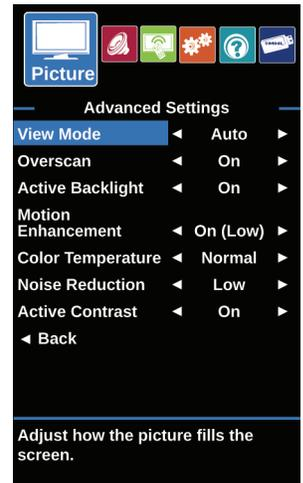 Picture
Advanced Settings
View Mode ◄ Auto ►
Overscan ◄ On ►
Active Backlight ◄ On ►
Motion
Enhancement ◄ On (Low) ►
Color Temperature ◄ Normal ►
Noise Reduction ◄ Low ►
Active Contrast ◄ On ►
◄ Back
Adjust how the picture fills the
screen.